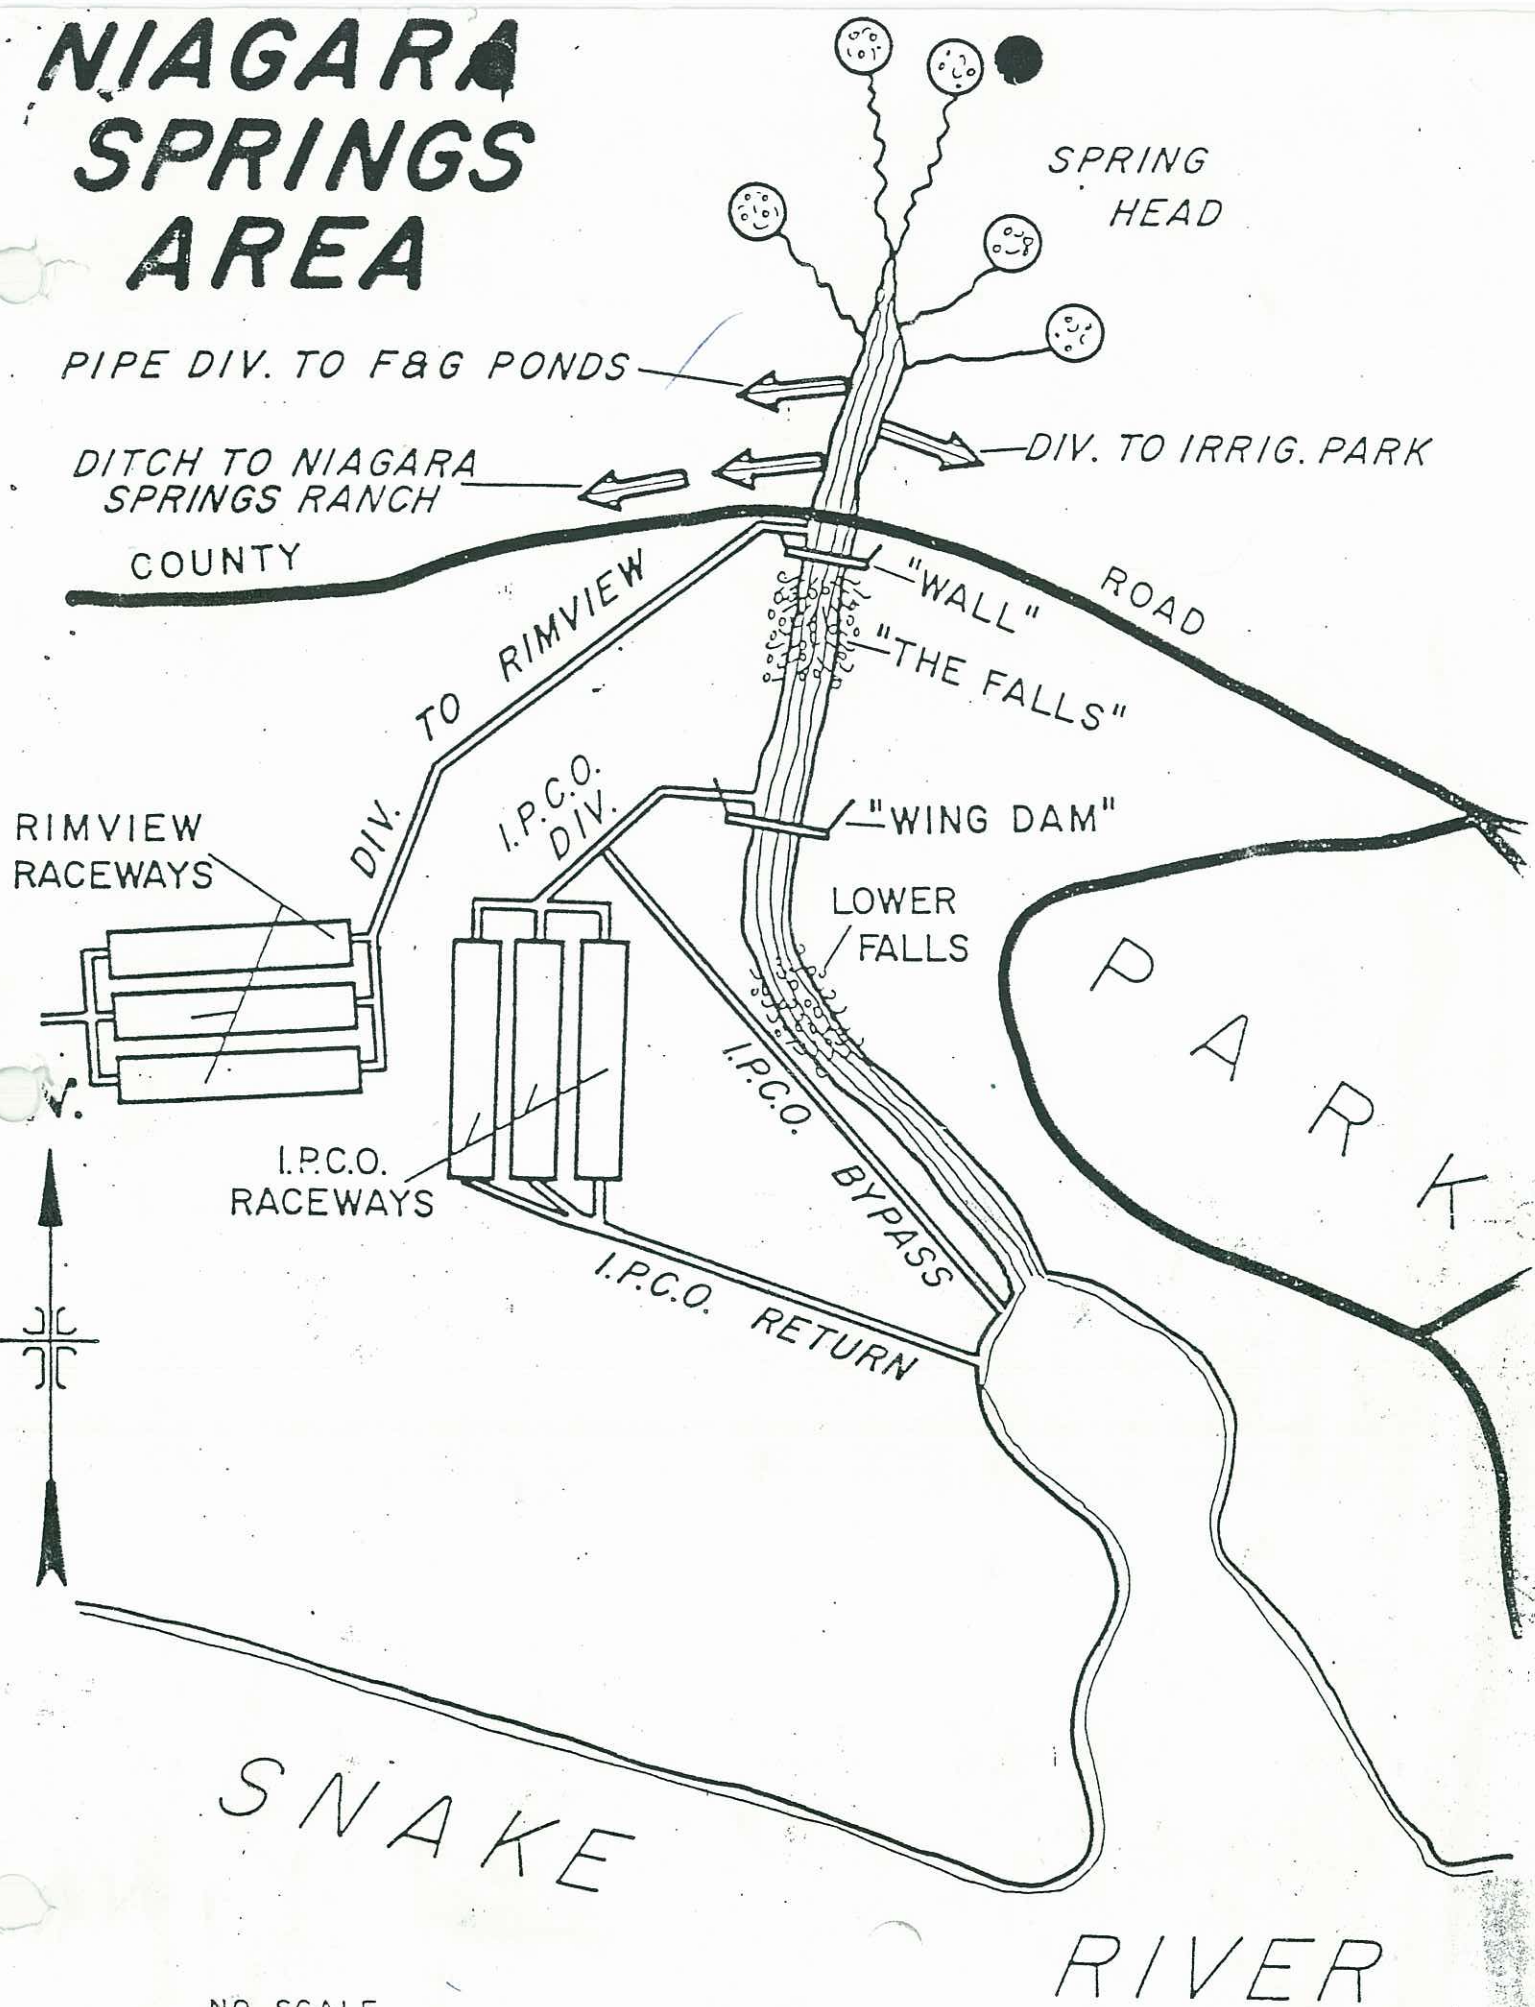 NIAGARA
SPRINGS
AREA
SPRING
HEAD
PIPE DIV. TO F&G PONDS
DIV. TO IRRIG. PARK
DITCH TO NIAGARA
SPRINGS RANCH
COUNTY
ROAD
"WALL"
"THE FALLS"
DIV. TO RIMVIEW
I.P.C.O.
DIV.
"WING DAM"
RIMVIEW
RACEWAYS
LOWER
FALLS
PARK
I.P.C.O. BYPASS
N.
I.P.C.O.
RACEWAYS
I.P.C.O. RETURN
SNAKE
RIVER
NO SCALE